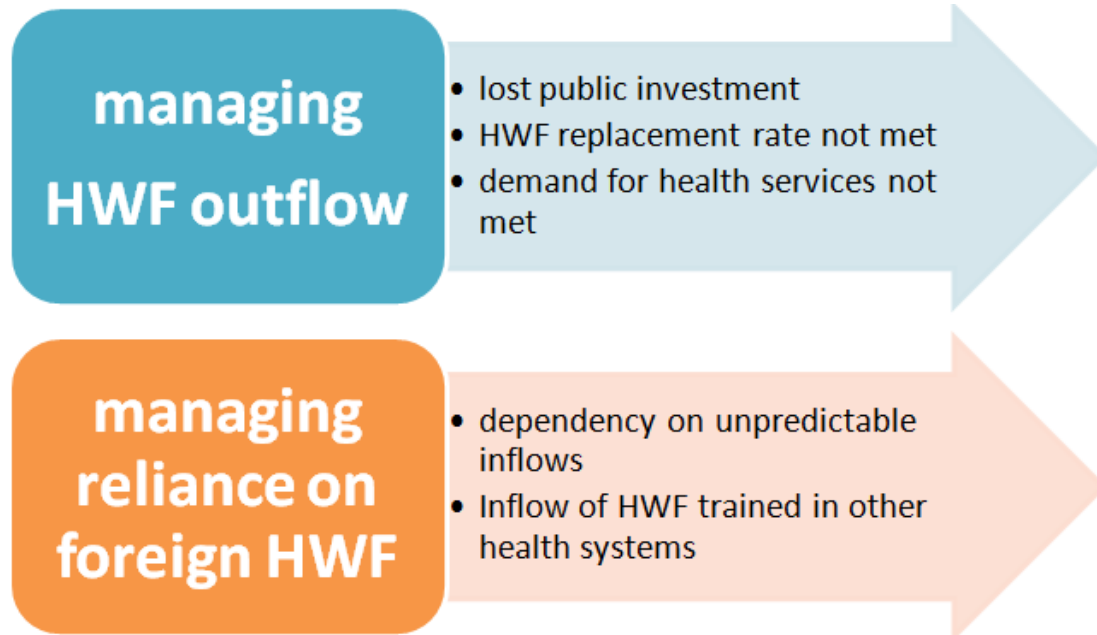 managing
HWF outflow
• lost public investment
• HWF replacement rate not met
• demand for health services not
met
managing
reliance on
foreign HWF
• dependency on unpredictable
inflows
• Inflow of HWF trained in other
health systems